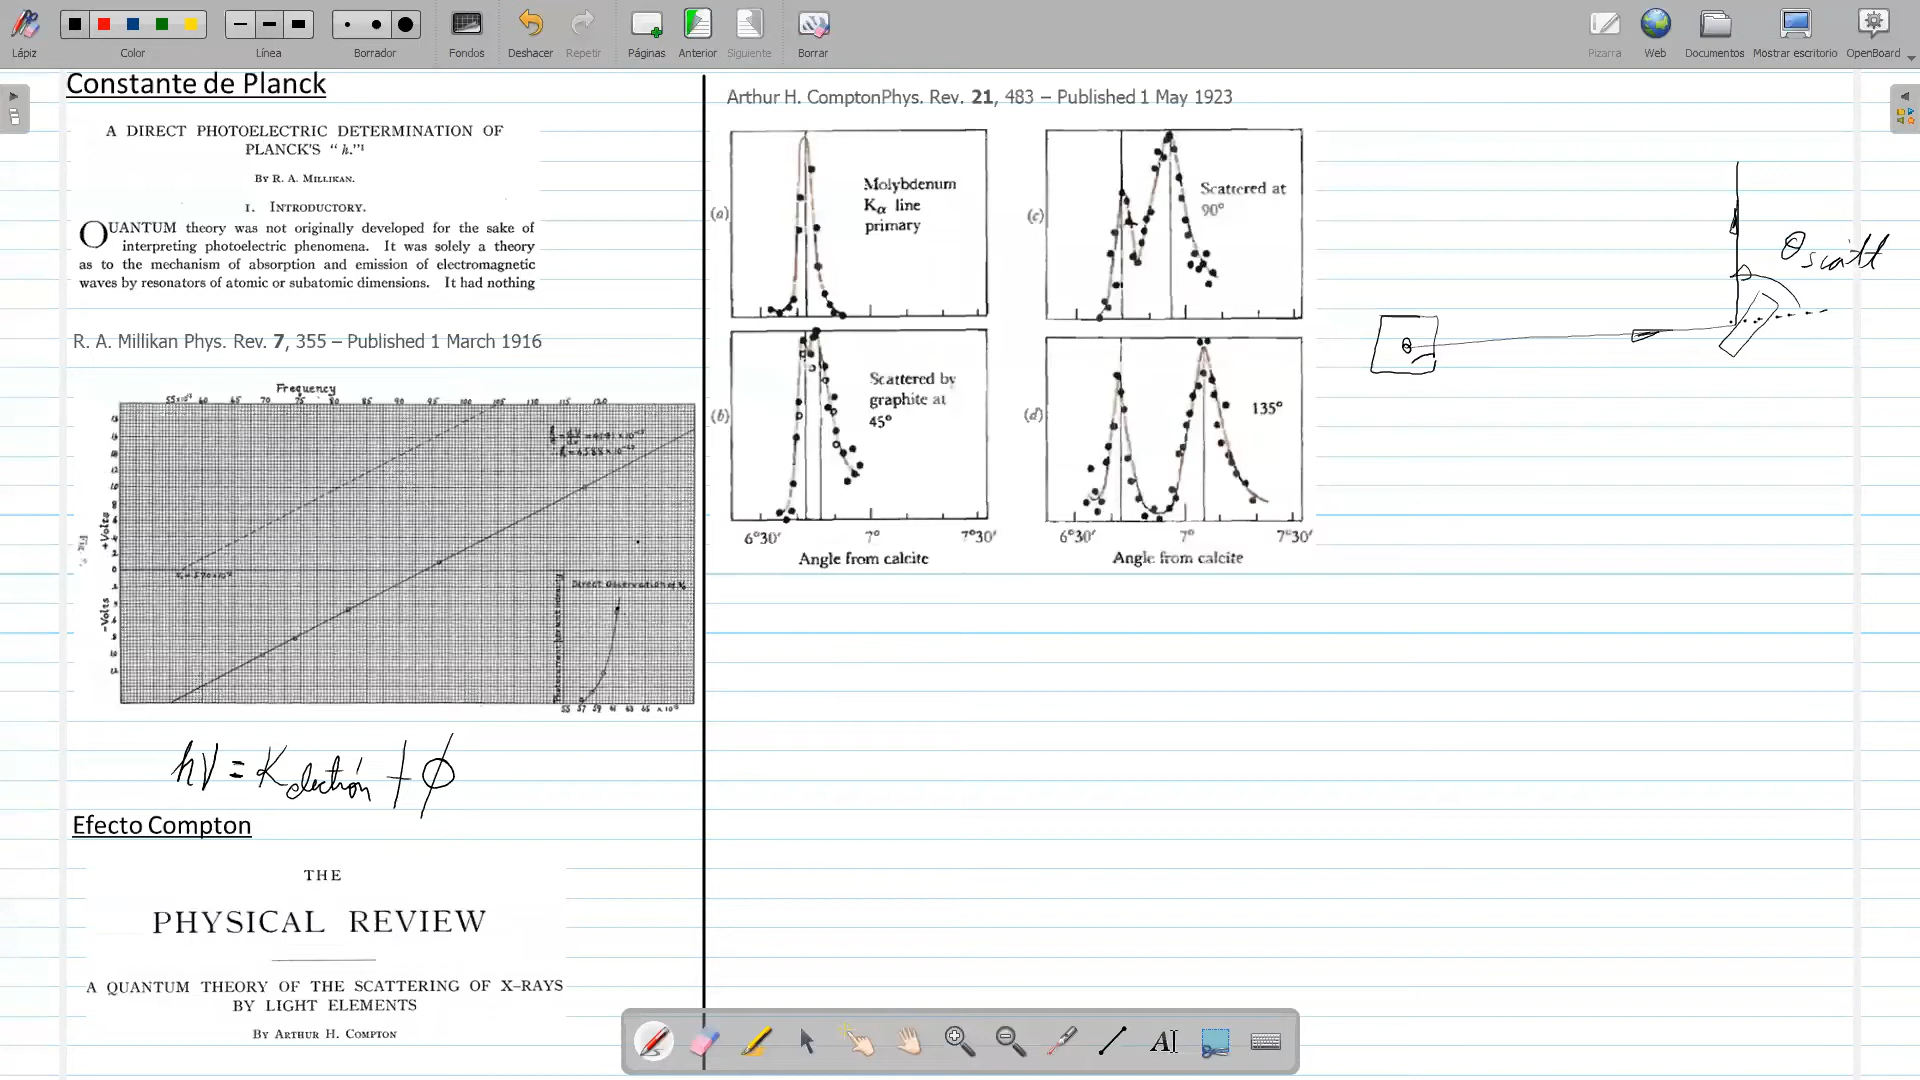 Lápiz
Color
Línea
Borrador
Fondos
Deshacer
Repetir
Páginas
Anterior
Siguiente
Borrar
Pizarra
Web
Documentos
Mostrar escritorio
OpenBoard
Constante de Planck
A DIRECT PHOTOELECTRIC DETERMINATION OF
PLANCK'S "h."¹
BY R. A. MILLIKAN.
1. INTRODUCTORY.
QUANTUM theory was not originally developed for the sake of
interpreting photoelectric phenomena. It was solely a theory
as to the mechanism of absorption and emission of electromagnetic
waves by resonators of atomic or subatomic dimensions. It had nothing
R. A. Millikan Phys. Rev. 7, 355 – Published 1 March 1916
Frequency
+Volts
-Volts
Direct Observation of
hν = K electrón + ϕ
Efecto Compton
THE
PHYSICAL REVIEW
A QUANTUM THEORY OF THE SCATTERING OF X-RAYS
BY LIGHT ELEMENTS
BY ARTHUR H. COMPTON
Arthur H. ComptonPhys. Rev. 21, 483 – Published 1 May 1923
(a)
Molybdenum
Kα line
primary
(b)
Scattered by
graphite at
45°
6°30′ 7° 7°30′
Angle from calcite
(c)
Scattered at
90°
(d)
135°
6°30′ 7° 7°30′
Angle from calcite
θ scatt